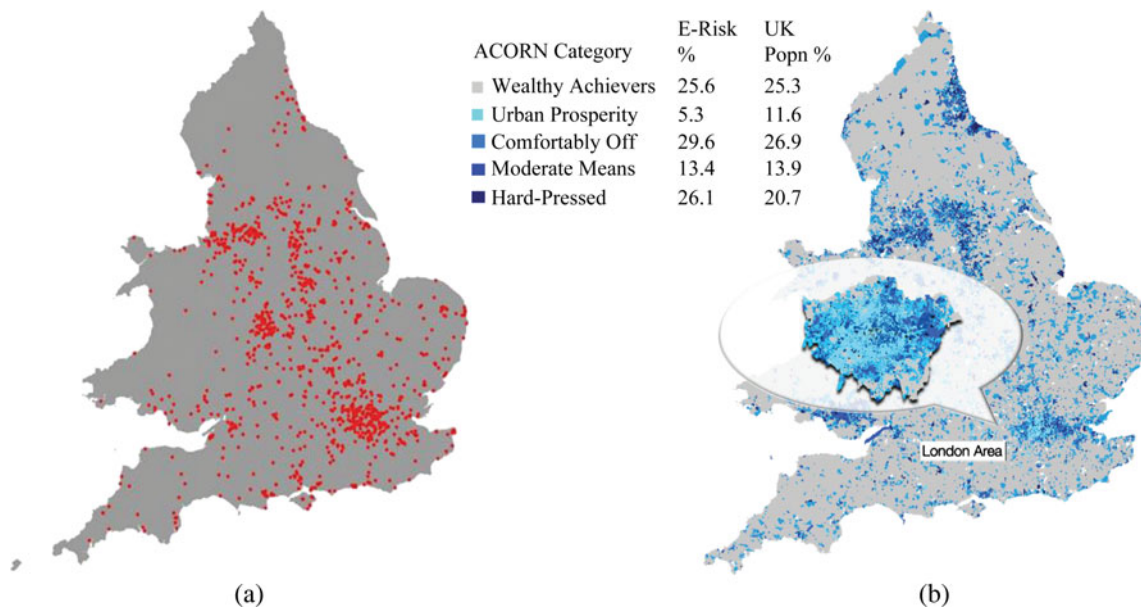 E-Risk UK
ACORN Category % Popn %
Wealthy Achievers 25.6 25.3
Urban Prosperity 5.3 11.6
Comfortably Off 29.6 26.9
Moderate Means 13.4 13.9
Hard-Pressed 26.1 20.7
London Area
(a) (b)